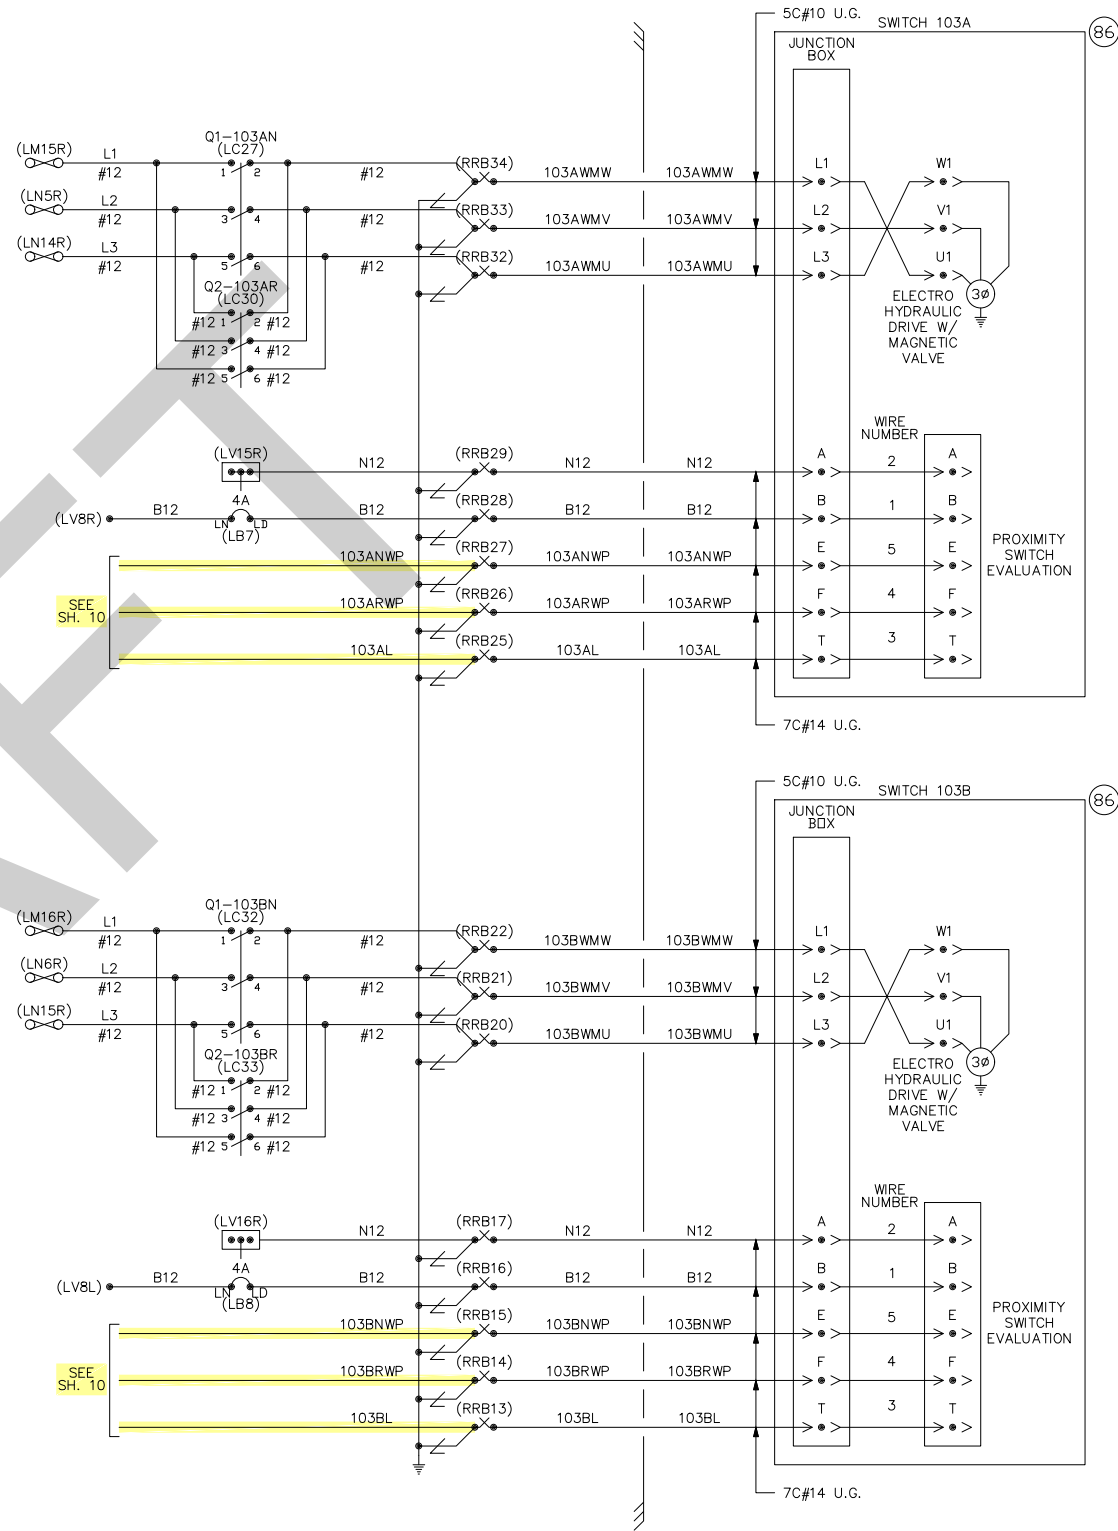 5C#10 U.G.
SWITCH 103A
86
JUNCTION
BOX
Q1-103AN
(LC27)
(LM15R) L1 #12 1 2 #12 (RRB34) 103AWMW 103AWMW L1 W1
(LN5R) L2 #12 3 4 #12 (RRB33) 103AWMV 103AWMV L2 V1
(LN14R) L3 #12 5 6 #12 (RRB32) 103AWMU 103AWMU L3 U1
Q2-103AR
(LC30)
#12 1 2 #12
#12 3 4 #12
#12 5 6 #12
3Ø
ELECTRO
HYDRAULIC
DRIVE W/
MAGNETIC
VALVE
WIRE
NUMBER
(LV15R) N12 (RRB29) N12 N12 A 2 A
4A
(LV8R) B12 LN LD B12 (RRB28) B12 B12 B 1 B
(LB7)
103ANWP (RRB27) 103ANWP 103ANWP E 5 E
PROXIMITY
SWITCH
EVALUATION
SEE
SH. 10
103ARWP (RRB26) 103ARWP 103ARWP F 4 F
103AL (RRB25) 103AL 103AL T 3 T
7C#14 U.G.
5C#10 U.G.
SWITCH 103B
86
JUNCTION
BOX
Q1-103BN
(LC32)
(LM16R) L1 #12 1 2 #12 (RRB22) 103BWMW 103BWMW L1 W1
(LN6R) L2 #12 3 4 #12 (RRB21) 103BWMV 103BWMV L2 V1
(LN15R) L3 #12 5 6 #12 (RRB20) 103BWMU 103BWMU L3 U1
Q2-103BR
(LC33)
#12 1 2 #12
#12 3 4 #12
#12 5 6 #12
3Ø
ELECTRO
HYDRAULIC
DRIVE W/
MAGNETIC
VALVE
WIRE
NUMBER
(LV16R) N12 (RRB17) N12 N12 A 2 A
4A
(LV8L) B12 LN LD B12 (RRB16) B12 B12 B 1 B
(LB8)
103BNWP (RRB15) 103BNWP 103BNWP E 5 E
PROXIMITY
SWITCH
EVALUATION
SEE
SH. 10
103BRWP (RRB14) 103BRWP 103BRWP F 4 F
103BL (RRB13) 103BL 103BL T 3 T
7C#14 U.G.